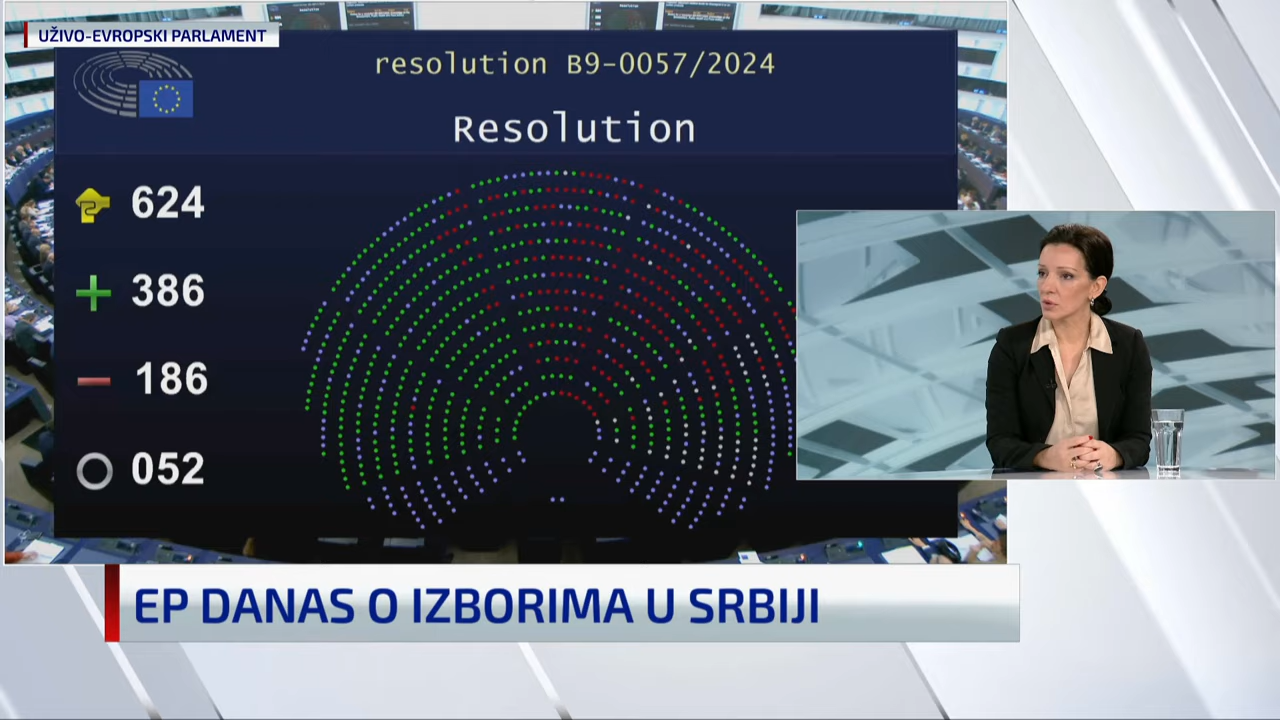 UŽIVO-EVROPSKI PARLAMENT
resolution B9-0057/2024
Resolution
624
386
186
052
EP DANAS O IZBORIMA U SRBIJI